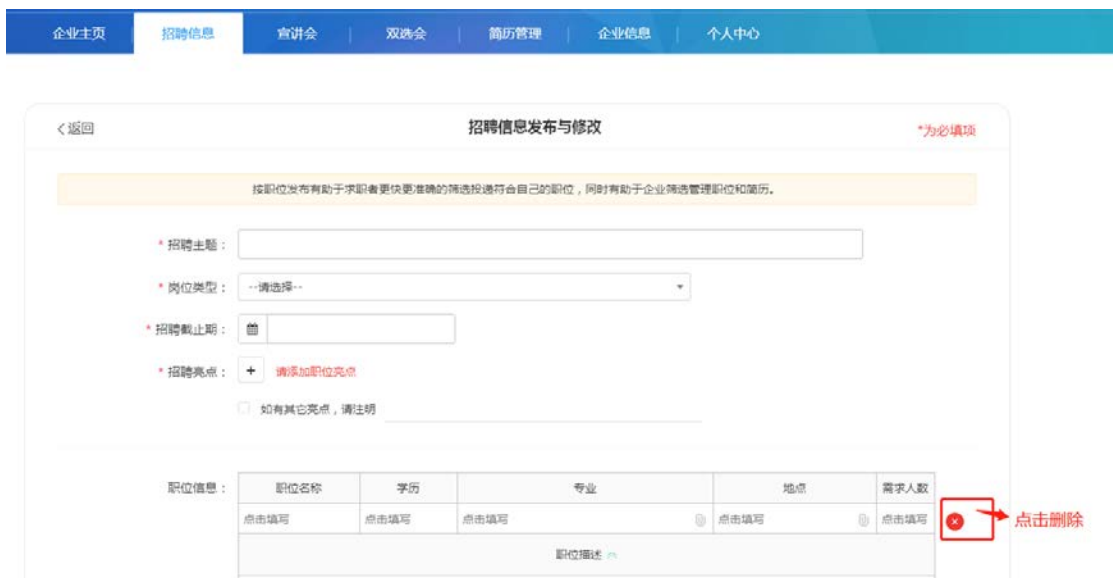 企业主页 招聘信息 宣讲会 双选会 简历管理 企业信息 个人中心
<返回 招聘信息发布与修改 *为必填项
按职位发布有助于求职者更快更准确的筛选投递符合自己的职位，同时有助于企业筛选管理职位和简历。
* 招聘主题：
* 岗位类型： --请选择--
* 招聘截止期：
* 招聘亮点： + 请添加职位亮点
如有其它亮点，请注明
职位信息： 职位名称 学历 专业 地点 需求人数
点击填写 点击填写 点击填写 点击填写 点击填写 点击删除
职位描述